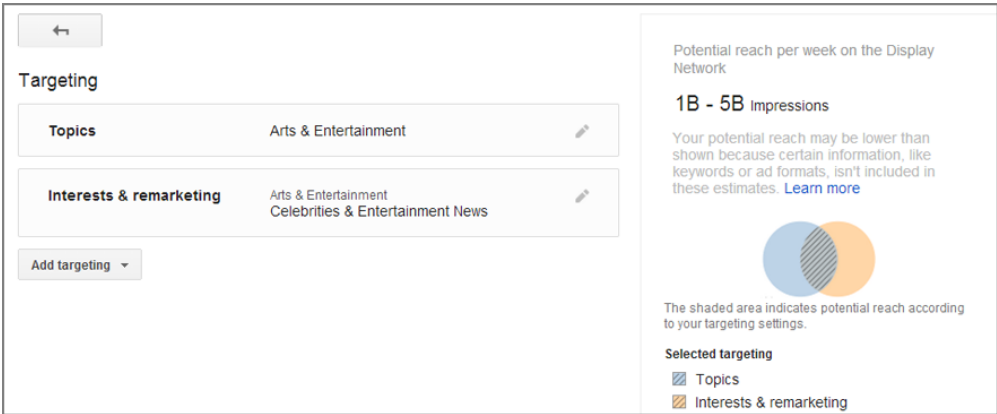 Targeting
Topics Arts & Entertainment
Interests & remarketing Arts & Entertainment
Celebrities & Entertainment News
Add targeting
Potential reach per week on the Display
Network
1B - 5B Impressions
Your potential reach may be lower than
shown because certain information, like
keywords or ad formats, isn't included in
these estimates. Learn more
The shaded area indicates potential reach according
to your targeting settings.
Selected targeting
Topics
Interests & remarketing